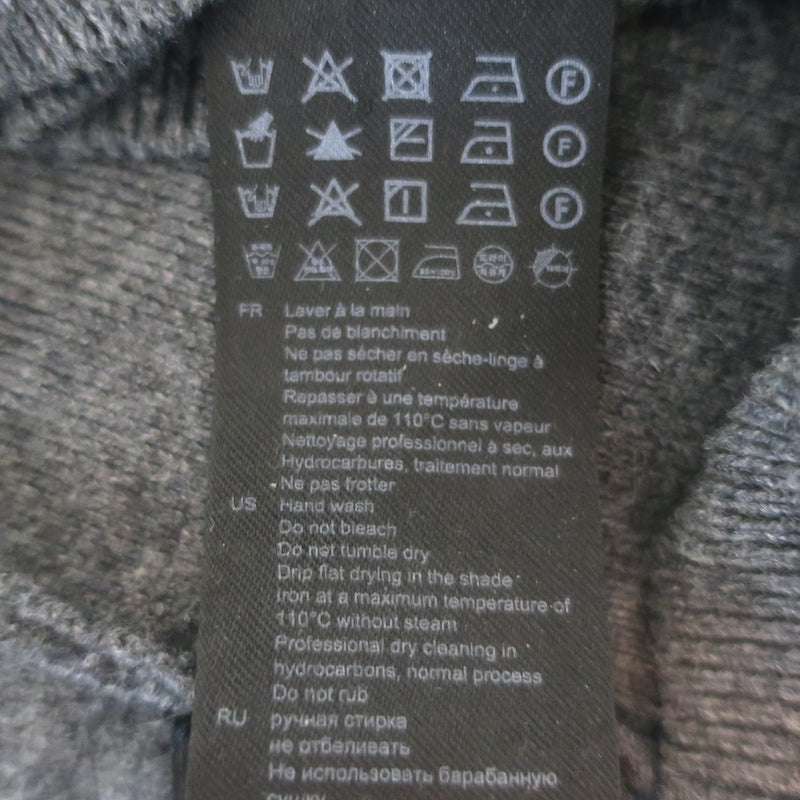 F
F
F
FR Laver à la main
Pas de blanchiment
Ne pas sécher en sèche-linge à
tambour rotatif
Repasser à une température
maximale de 110°C sans vapeur
Nettoyage professionnel à sec, aux
Hydrocarbures, traitement normal
Ne pas frotter
US Hand wash
Do not bleach
Do not tumble dry
Drip flat drying in the shade
Iron at a maximum temperature of
110°C without steam
Professional dry cleaning in
hydrocarbons, normal process
Do not rub
RU ручная стирка
не отбеливать
Не использовать барабанную
сушку